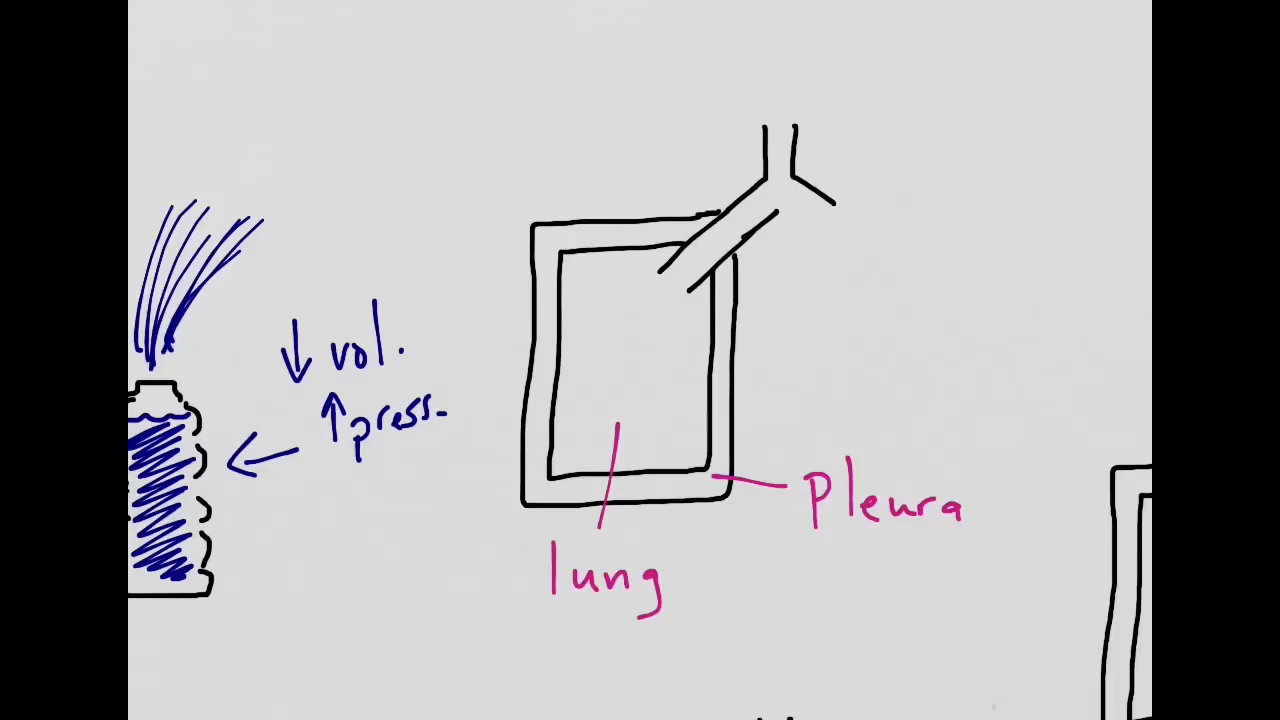 ↓ vol.
↑ press.
Pleura
lung